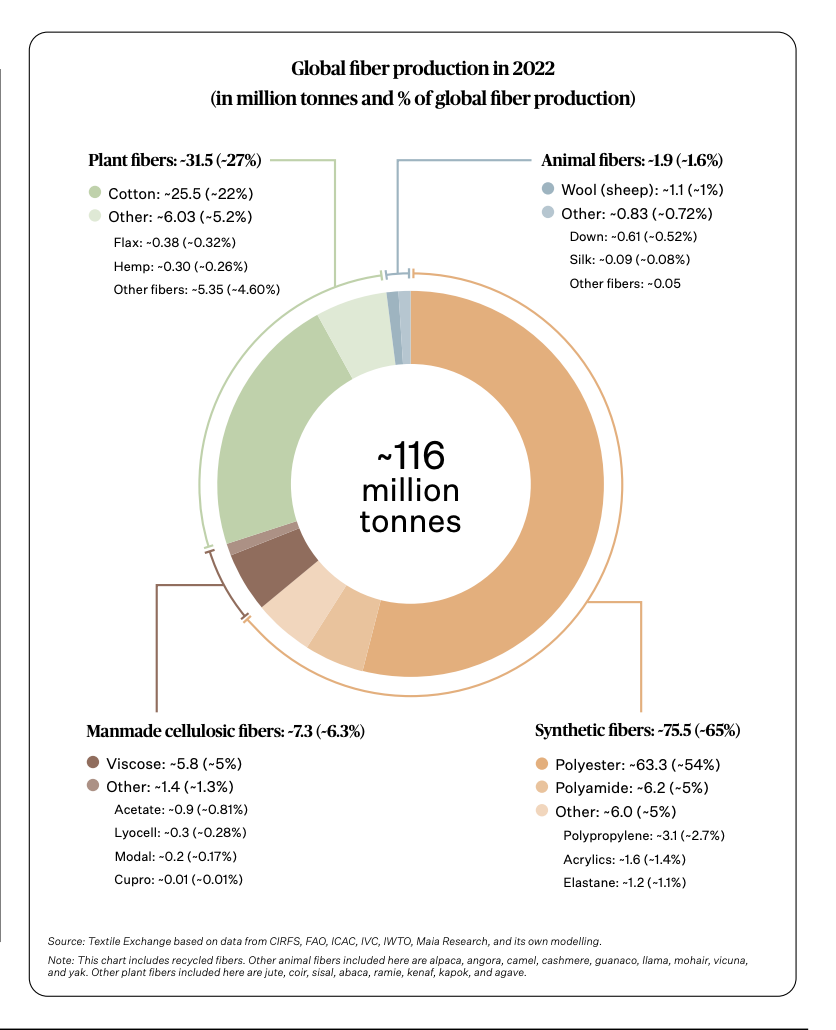 Global fiber production in 2022
(in million tonnes and % of global fiber production)
Plant fibers: ~31.5 (~27%)
Cotton: ~25.5 (~22%)
Other: ~6.03 (~5.2%)
Flax: ~0.38 (~0.32%)
Hemp: ~0.30 (~0.26%)
Other fibers: ~5.35 (~4.60%)
Animal fibers: ~1.9 (~1.6%)
Wool (sheep): ~1.1 (~1%)
Other: ~0.83 (~0.72%)
Down: ~0.61 (~0.52%)
Silk: ~0.09 (~0.08%)
Other fibers: ~0.05
~116
million
tonnes
Manmade cellulosic fibers: ~7.3 (~6.3%)
Viscose: ~5.8 (~5%)
Other: ~1.4 (~1.3%)
Acetate: ~0.9 (~0.81%)
Lyocell: ~0.3 (~0.28%)
Modal: ~0.2 (~0.17%)
Cupro: ~0.01 (~0.01%)
Synthetic fibers: ~75.5 (~65%)
Polyester: ~63.3 (~54%)
Polyamide: ~6.2 (~5%)
Other: ~6.0 (~5%)
Polypropylene: ~3.1 (~2.7%)
Acrylics: ~1.6 (~1.4%)
Elastane: ~1.2 (~1.1%)
Source: Textile Exchange based on data from CIRFS, FAO, ICAC, IVC, IWTO, Maia Research, and its own modelling.
Note: This chart includes recycled fibers. Other animal fibers included here are alpaca, angora, camel, cashmere, guanaco, llama, mohair, vicuna,
and yak. Other plant fibers included here are jute, coir, sisal, abaca, ramie, kenaf, kapok, and agave.